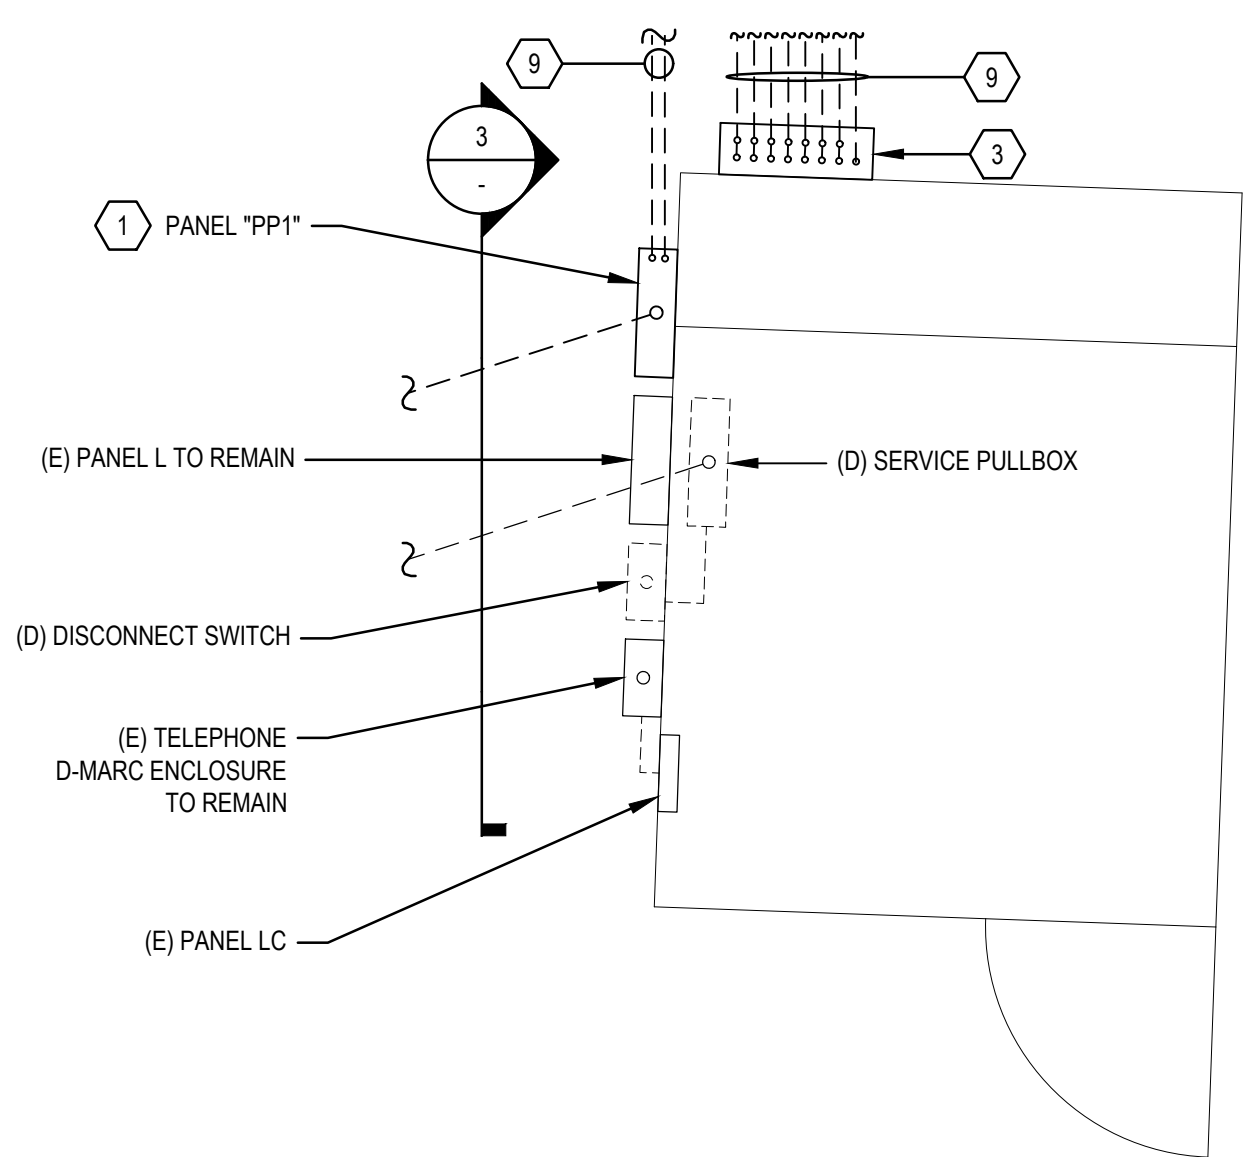 9
9
3
-
3
1 PANEL "PP1"
(E) PANEL L TO REMAIN
(D) SERVICE PULLBOX
(D) DISCONNECT SWITCH
(E) TELEPHONE
D-MARC ENCLOSURE
TO REMAIN
(E) PANEL LC